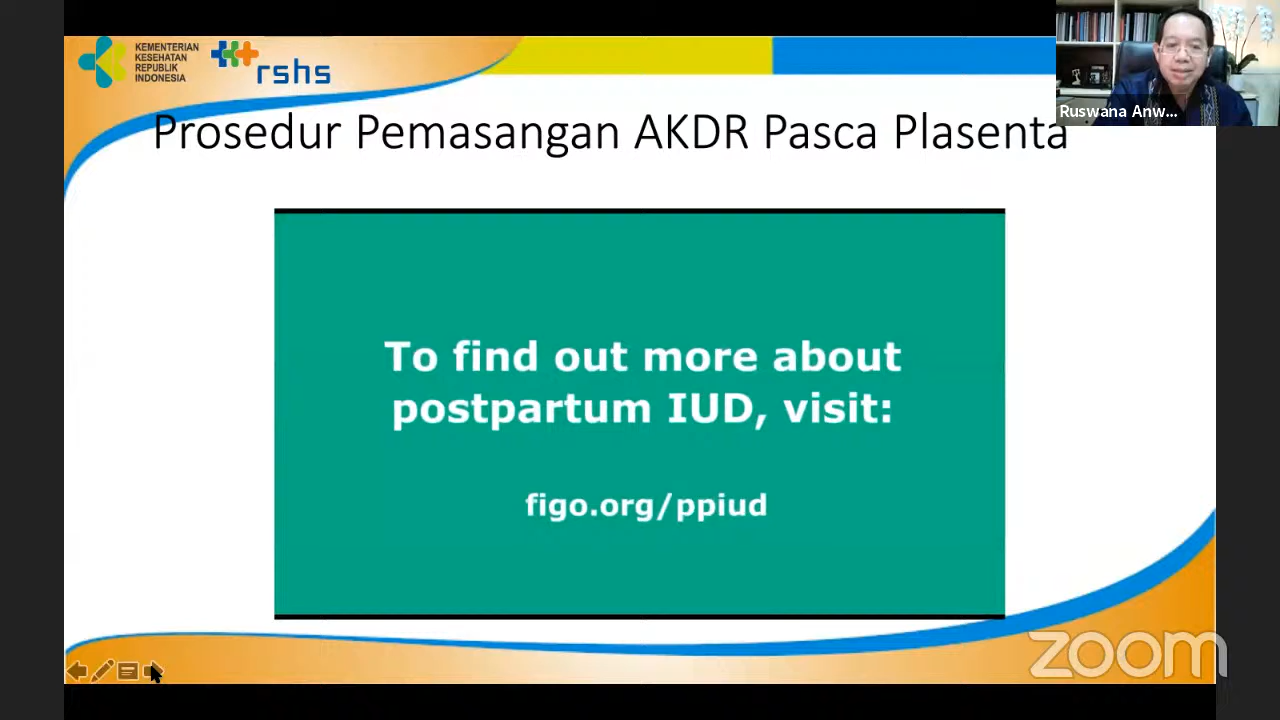 KEMENTERIAN
KESEHATAN
REPUBLIK
INDONESIA
rshs
Ruswana Anw...
Prosedur Pemasangan AKDR Pasca Plasenta
To find out more about
postpartum IUD, visit:
figo.org/ppiud
zoom